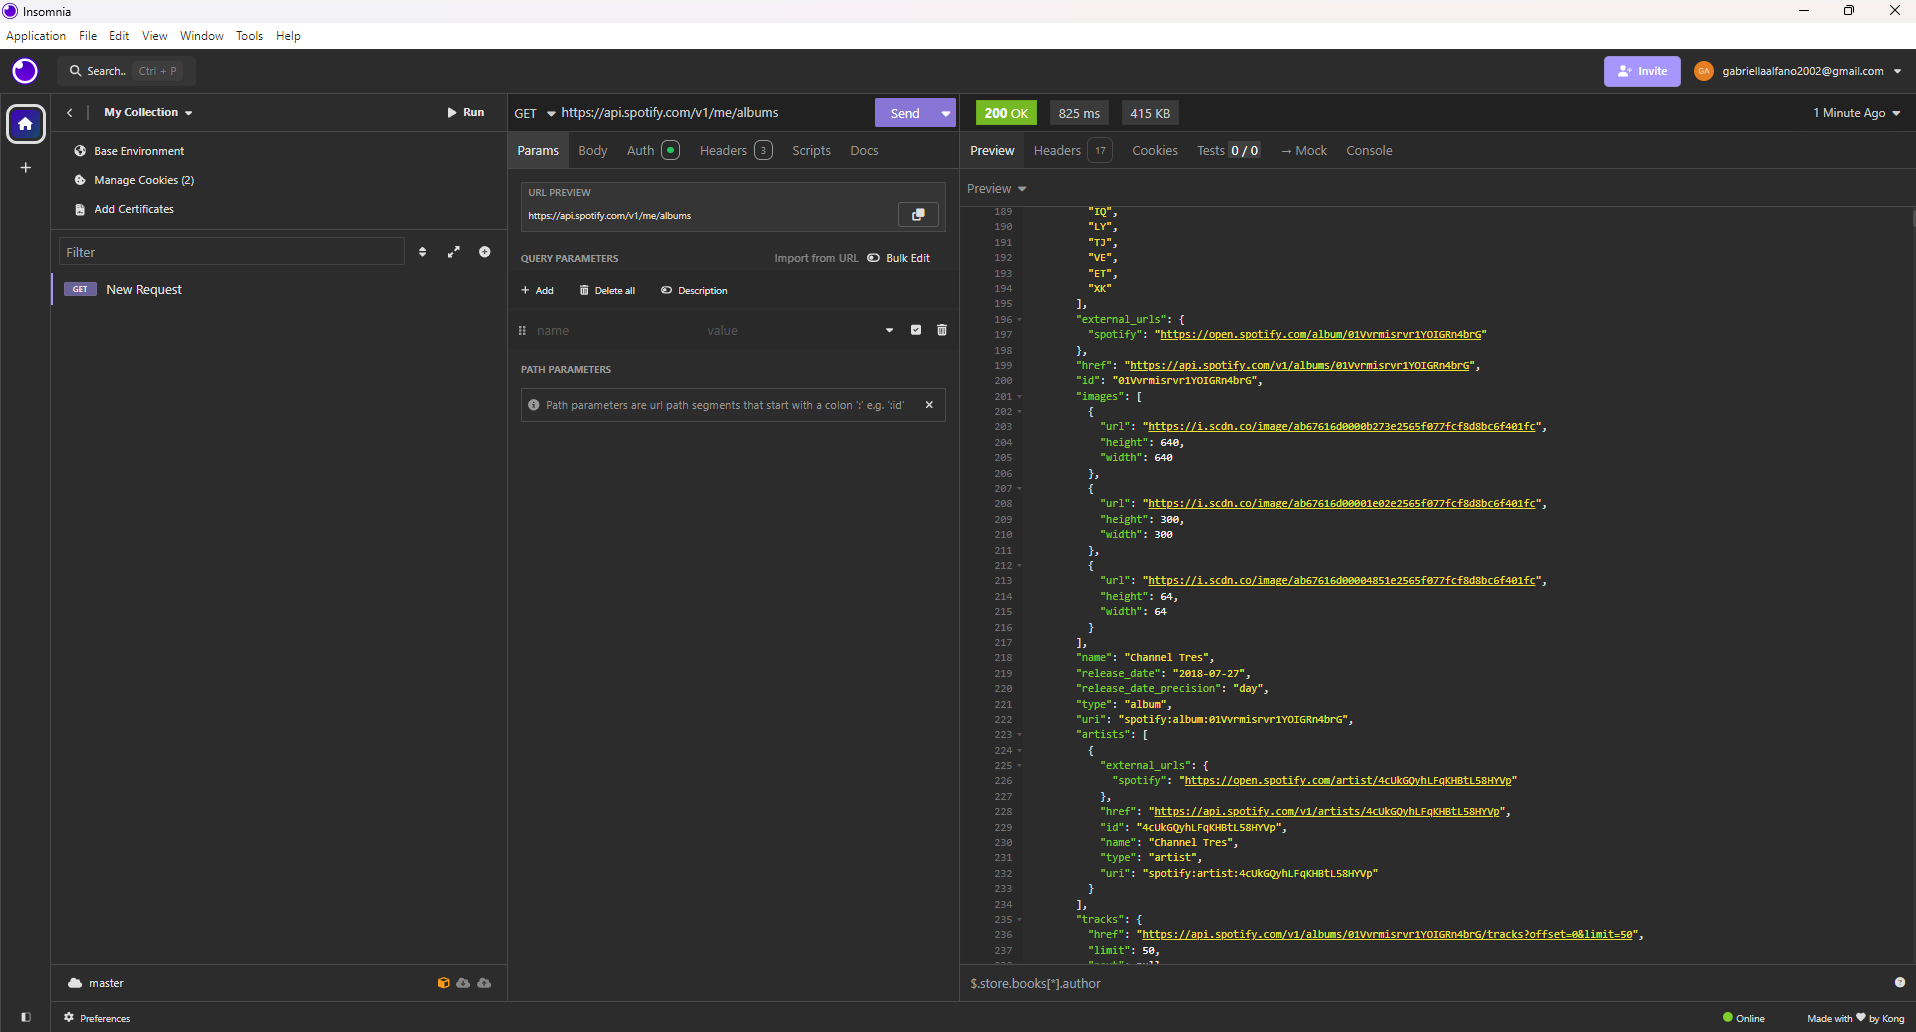 Insomnia
Application File Edit View Window Tools Help
Search.. Ctrl + P
Invite
GA gabriellaalfano2002@gmail.com
My Collection
Run
Base Environment
Manage Cookies (2)
Add Certificates
Filter
GET New Request
master
Preferences
GET https://api.spotify.com/v1/me/albums Send
Params Body Auth Headers 3 Scripts Docs
URL PREVIEW
https://api.spotify.com/v1/me/albums
QUERY PARAMETERS Import from URL Bulk Edit
+ Add Delete all Description
name value
PATH PARAMETERS
Path parameters are url path segments that start with a colon ':' e.g. ':id'
200 OK 825 ms 415 KB 1 Minute Ago
Preview Headers 17 Cookies Tests 0 / 0 → Mock Console
Preview
189 "IQ",
190 "LY",
191 "TJ",
192 "VE",
193 "ET",
194 "XK"
195 ],
196 "external_urls": {
197 "spotify": "https://open.spotify.com/album/01Vvrmisrvr1YOIGRn4brG"
198 },
199 "href": "https://api.spotify.com/v1/albums/01Vvrmisrvr1YOIGRn4brG",
200 "id": "01Vvrmisrvr1YOIGRn4brG",
201 "images": [
202 {
203 "url": "https://i.scdn.co/image/ab67616d0000b273e2565f077fcf8d8bc6f401fc",
204 "height": 640,
205 "width": 640
206 },
207 {
208 "url": "https://i.scdn.co/image/ab67616d00001e02e2565f077fcf8d8bc6f401fc",
209 "height": 300,
210 "width": 300
211 },
212 {
213 "url": "https://i.scdn.co/image/ab67616d00004851e2565f077fcf8d8bc6f401fc",
214 "height": 64,
215 "width": 64
216 }
217 ],
218 "name": "Channel Tres",
219 "release_date": "2018-07-27",
220 "release_date_precision": "day",
221 "type": "album",
222 "uri": "spotify:album:01Vvrmisrvr1YOIGRn4brG",
223 "artists": [
224 {
225 "external_urls": {
226 "spotify": "https://open.spotify.com/artist/4cUkGQyhLFqKHBtL58HYVp"
227 },
228 "href": "https://api.spotify.com/v1/artists/4cUkGQyhLFqKHBtL58HYVp",
229 "id": "4cUkGQyhLFqKHBtL58HYVp",
230 "name": "Channel Tres",
231 "type": "artist",
232 "uri": "spotify:artist:4cUkGQyhLFqKHBtL58HYVp"
233 }
234 ],
235 "tracks": {
236 "href": "https://api.spotify.com/v1/albums/01Vvrmisrvr1YOIGRn4brG/tracks?offset=0&limit=50",
237 "limit": 50,
$.store.books[*].author
Online Made with ❤ by Kong